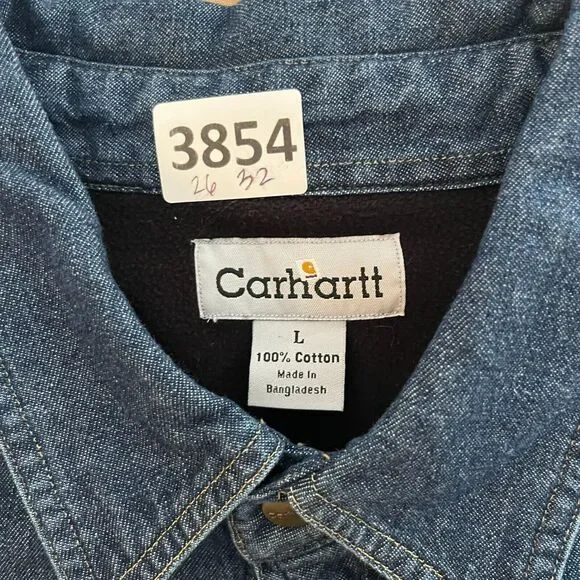 3854
26 32
Carhartt
L
100% Cotton
Made In
Bangladesh